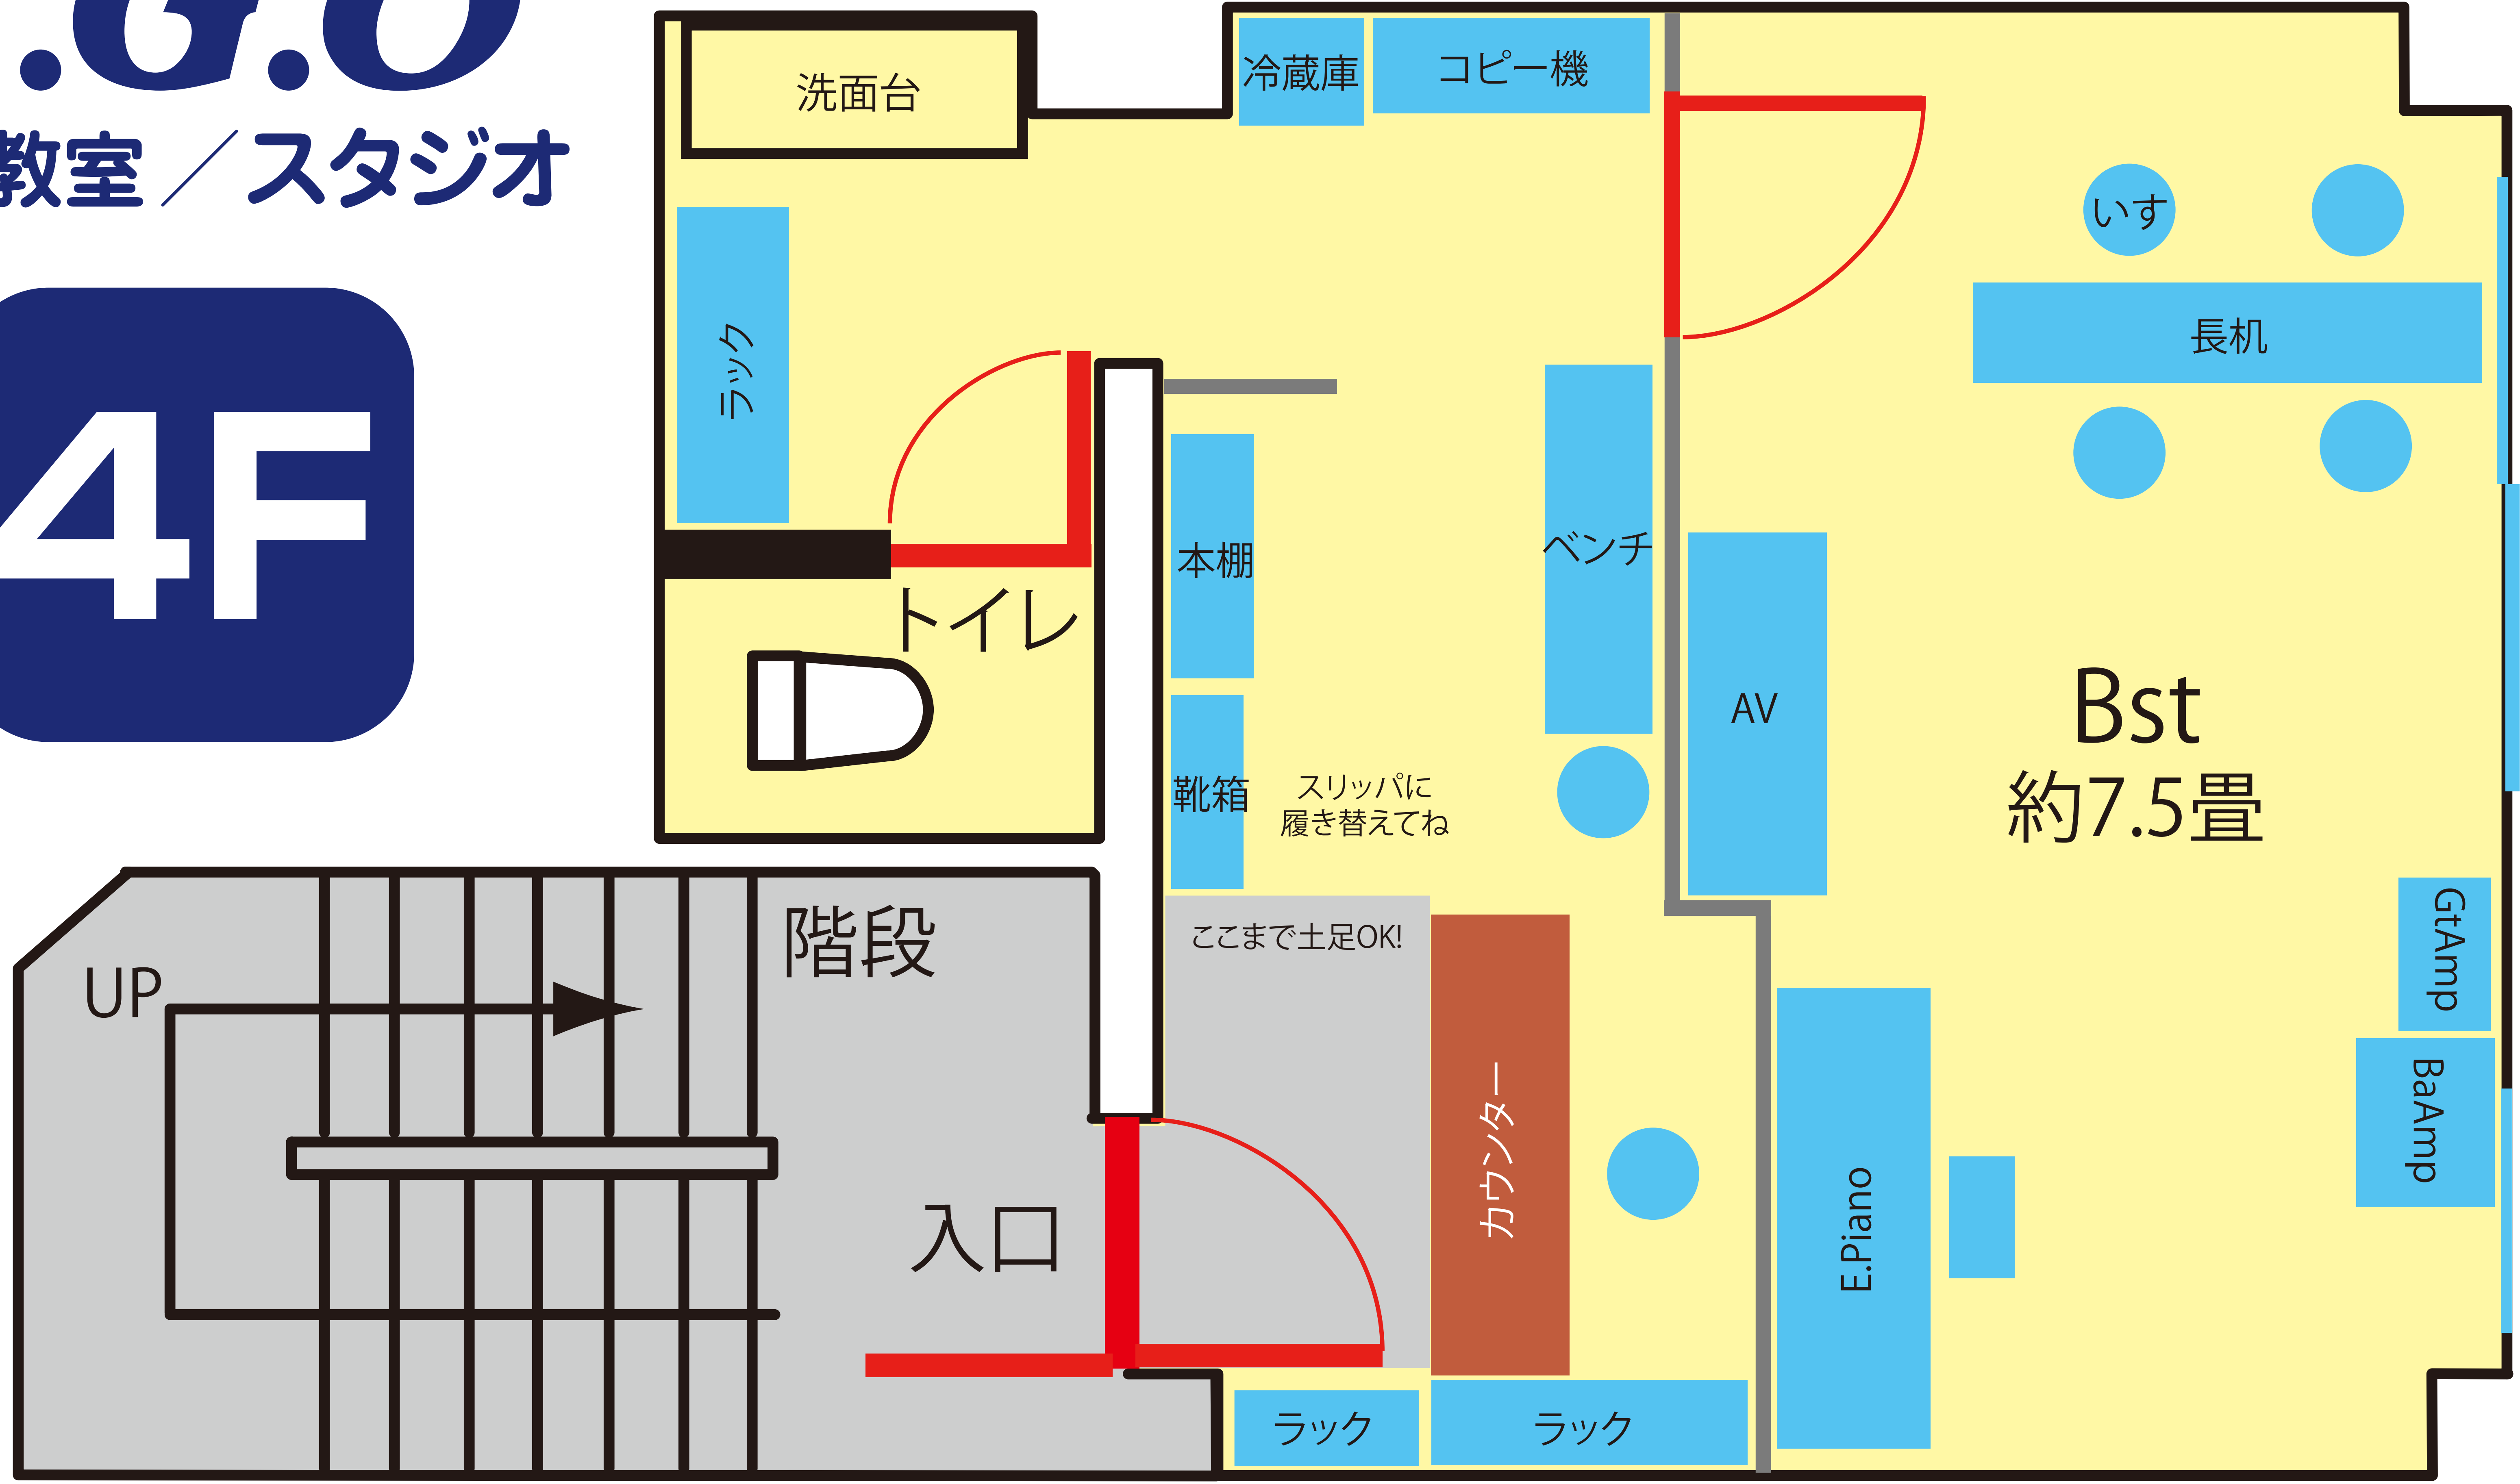 .G.O
教室／スタジオ
4F
洗面台
冷蔵庫
コピー機
いす
長机
ラック
本棚
ベンチ
トイレ
AV
Bst
約7.5畳
靴箱
スリッパに
履き替えてね
ここまで土足OK!
階段
UP
GtAmp
BaAmp
カウンター
E.Piano
入口
ラック
ラック